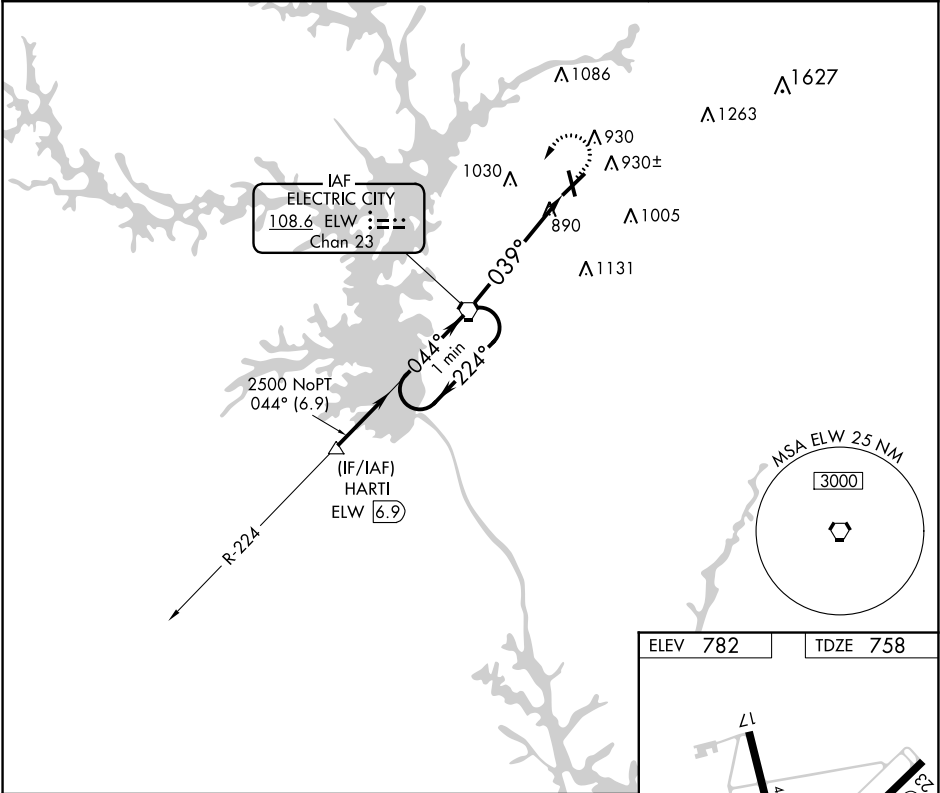 1086
1627
1263
930
930±
1030
IAF
ELECTRIC CITY
108.6 ELW
Chan 23
890
1005
039°
1131
044°
1 min
224°
2500 NoPT
044° (6.9)
(IF/IAF)
HARTI
ELW 6.9
R-224
MSA ELW 25 NM
3000
ELEV 782
TDZE 758
17
23
4